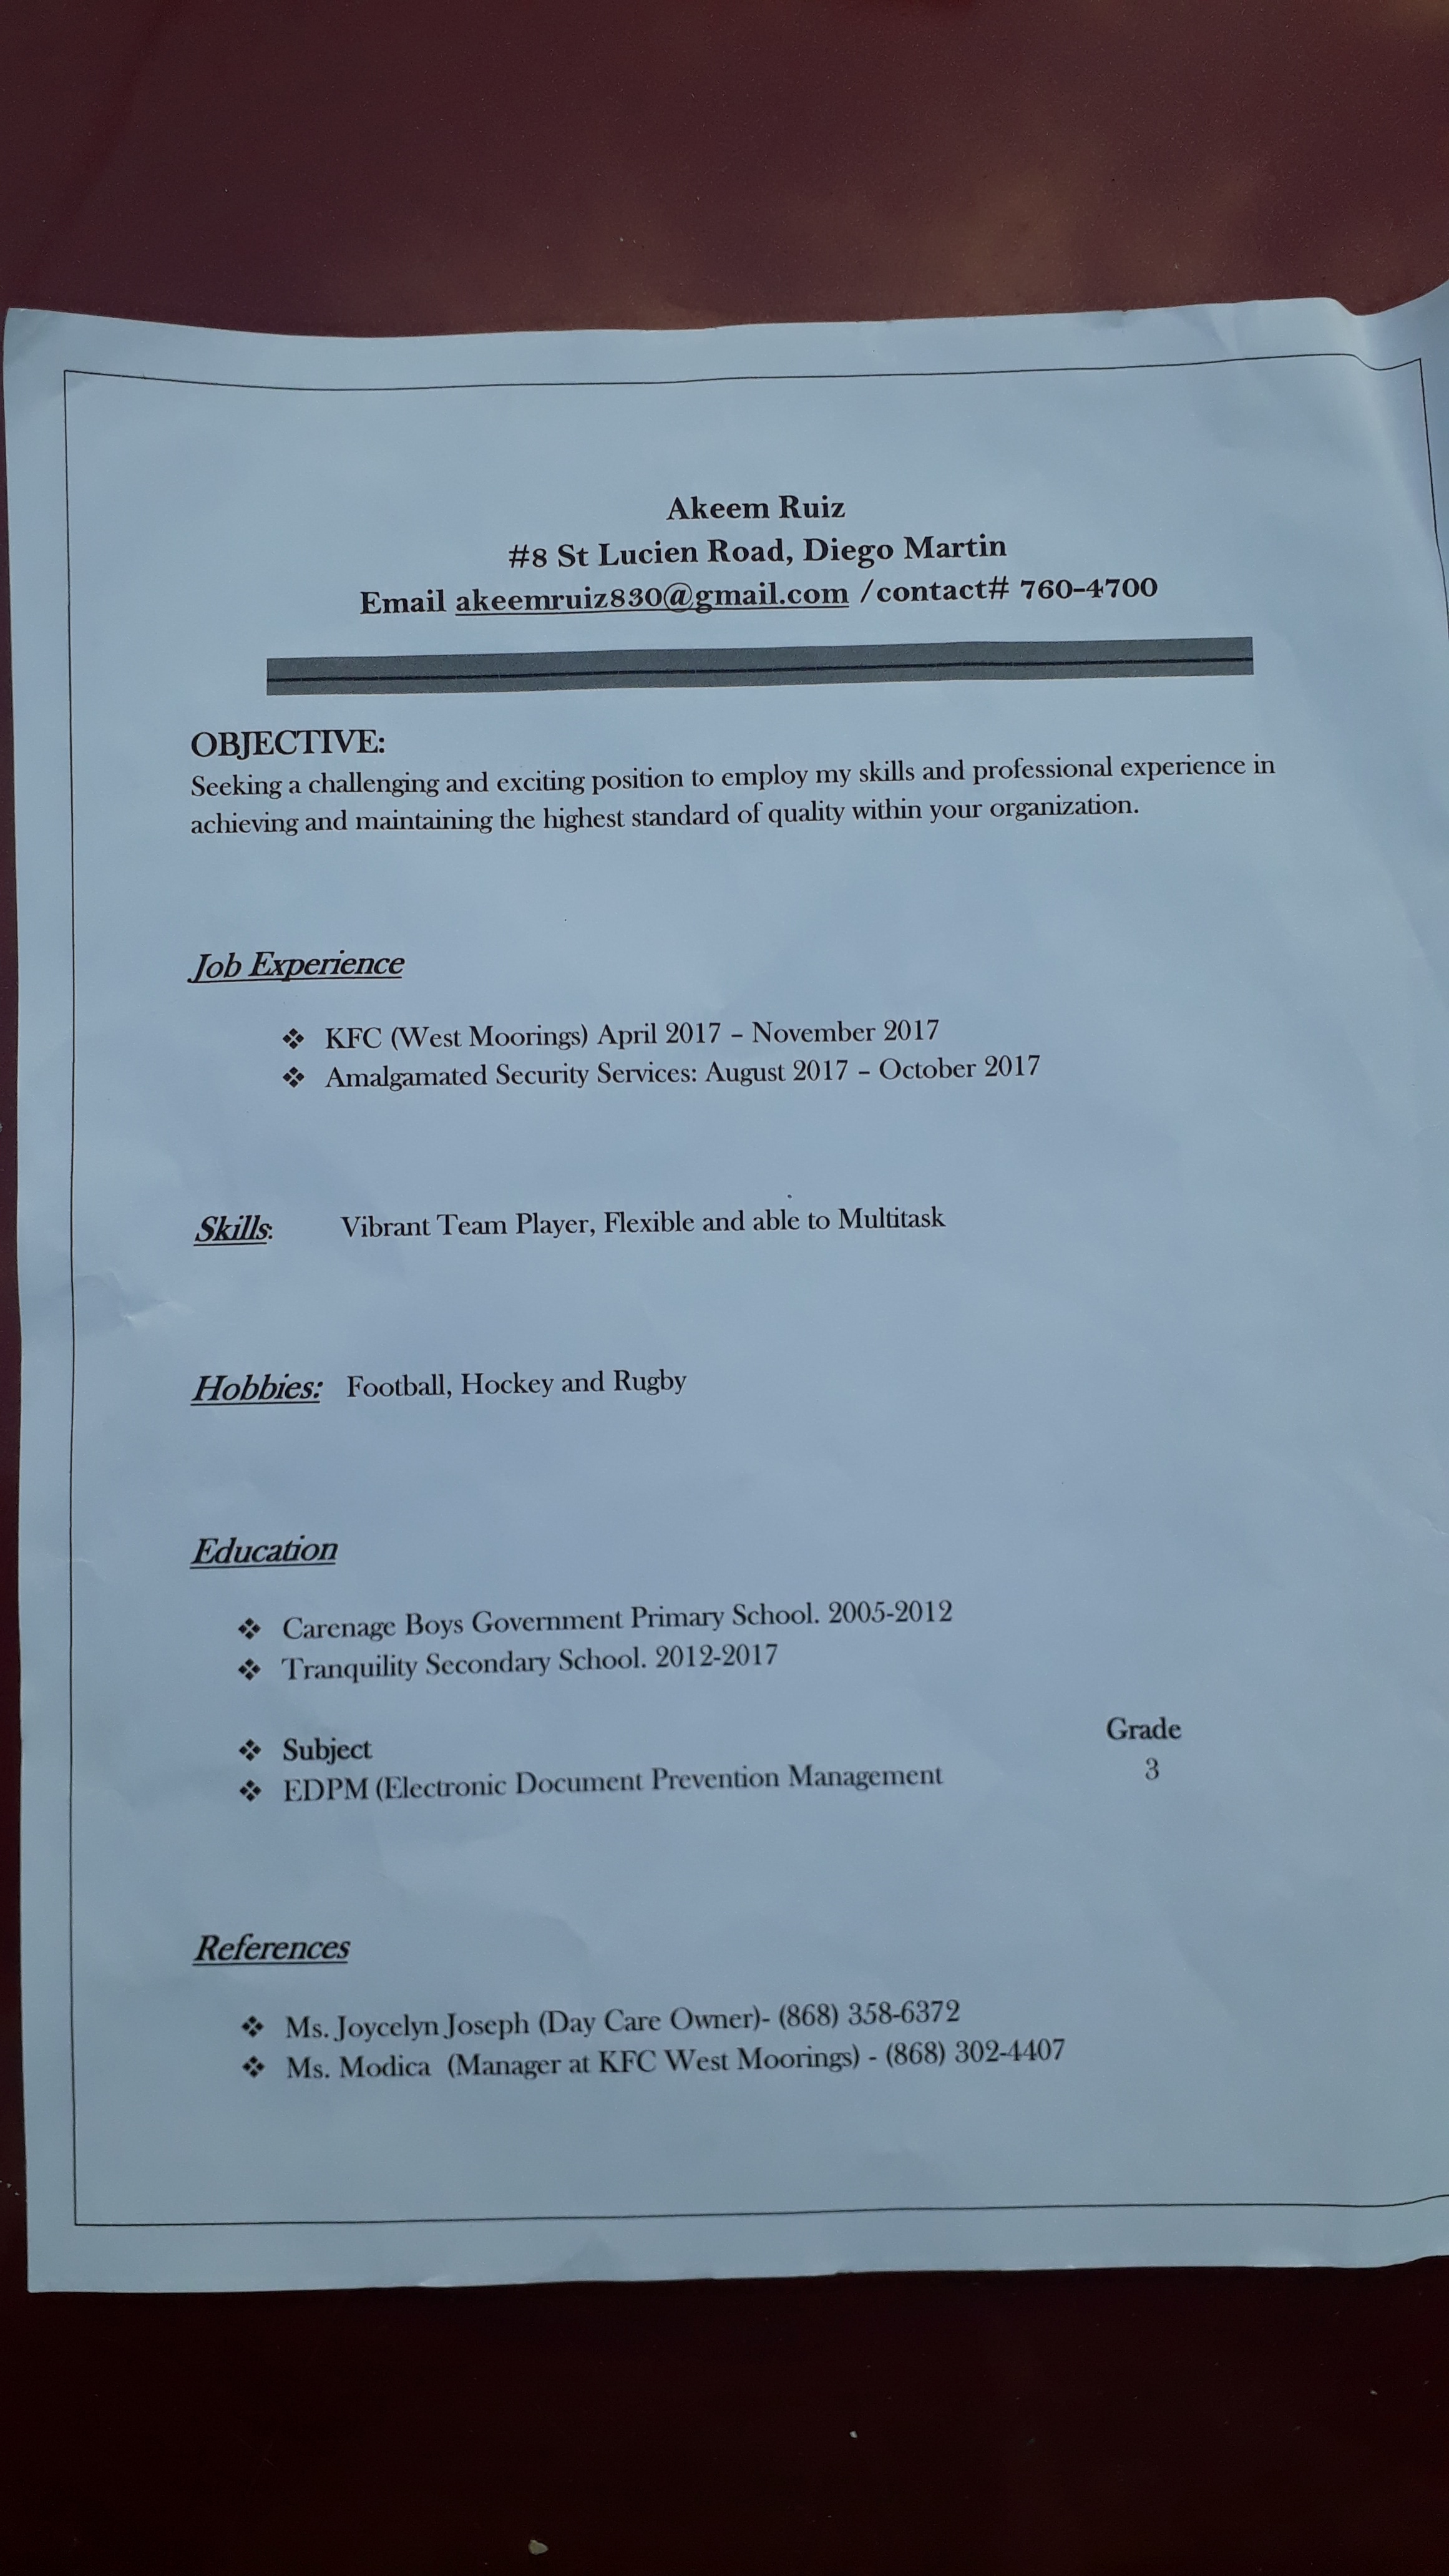 Akeem Ruiz
#8 St Lucien Road, Diego Martin
Email akeemruiz830@gmail.com /contact# 760-4700
OBJECTIVE:
Seeking a challenging and exciting position to employ my skills and professional experience in
achieving and maintaining the highest standard of quality within your organization.
Job Experience
❖ KFC (West Moorings) April 2017 – November 2017
❖ Amalgamated Security Services: August 2017 – October 2017
Skills: Vibrant Team Player, Flexible and able to Multitask
Hobbies: Football, Hockey and Rugby
Education
❖ Carenage Boys Government Primary School. 2005-2012
❖ Tranquility Secondary School. 2012-2017
❖ Subject Grade
❖ EDPM (Electronic Document Prevention Management 3
References
❖ Ms. Joycelyn Joseph (Day Care Owner)- (868) 358-6372
❖ Ms. Modica (Manager at KFC West Moorings) - (868) 302-4407